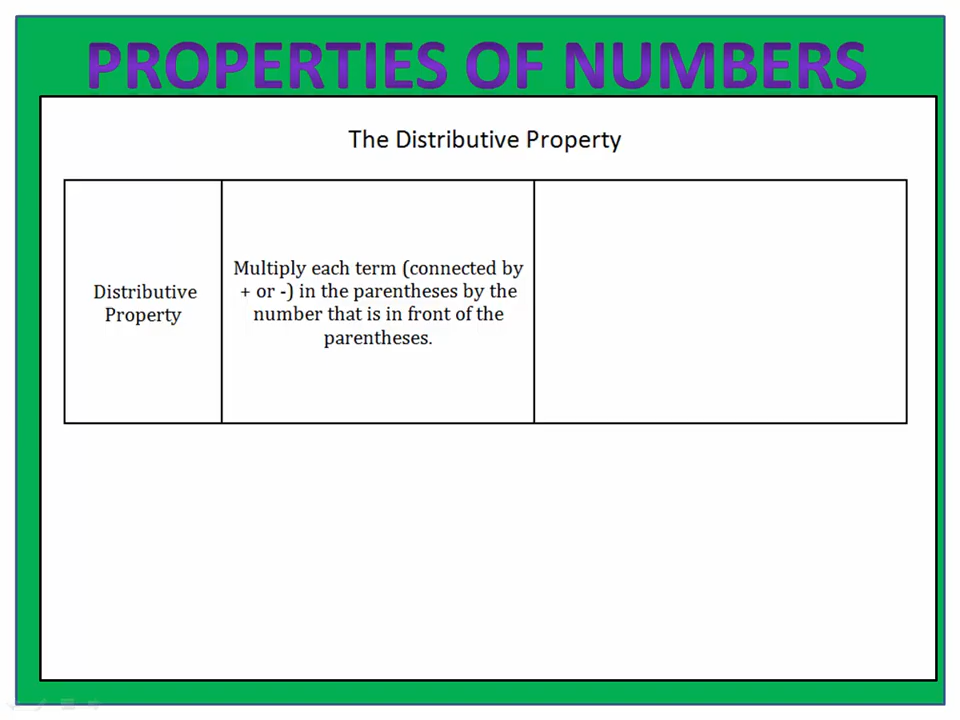 PROPERTIES OF NUMBERS
The Distributive Property
Distributive
Property
Multiply each term (connected by
+ or -) in the parentheses by the
number that is in front of the
parentheses.